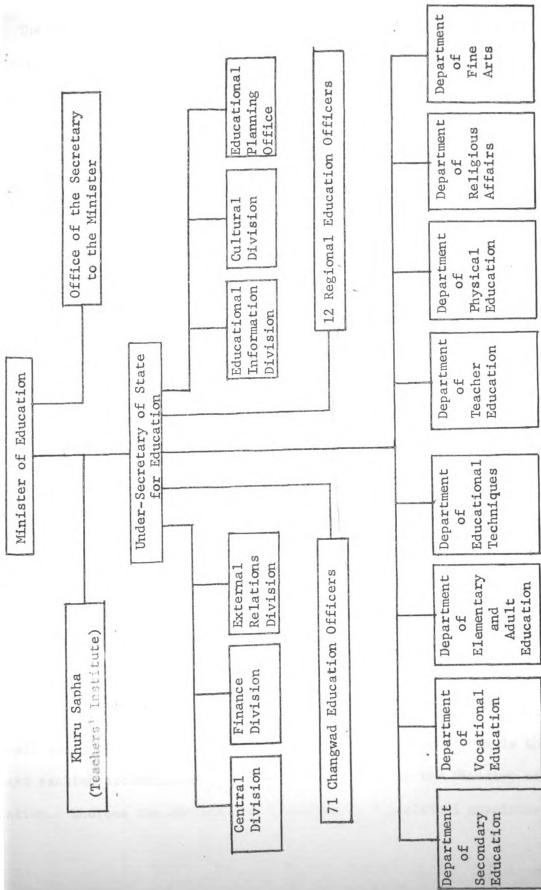 Minister of Education
Office of the Secretary
to the Minister
Khuru Sapha
(Teachers' Institute)
Under-Secretary of State
for Education
Central
Division
Finance
Division
External
Relations
Division
Educational
Information
Division
Cultural
Division
Educational
Planning
Office
71 Changwad Education Officers
12 Regional Education Officers
Department
of
Secondary
Education
Department
of
Vocational
Education
Department
of
Elementary
and
Adult
Education
Department
of
Educational
Techniques
Department
of
Teacher
Education
Department
of
Physical
Education
Department
of
Religious
Affairs
Department
of
Fine
Arts